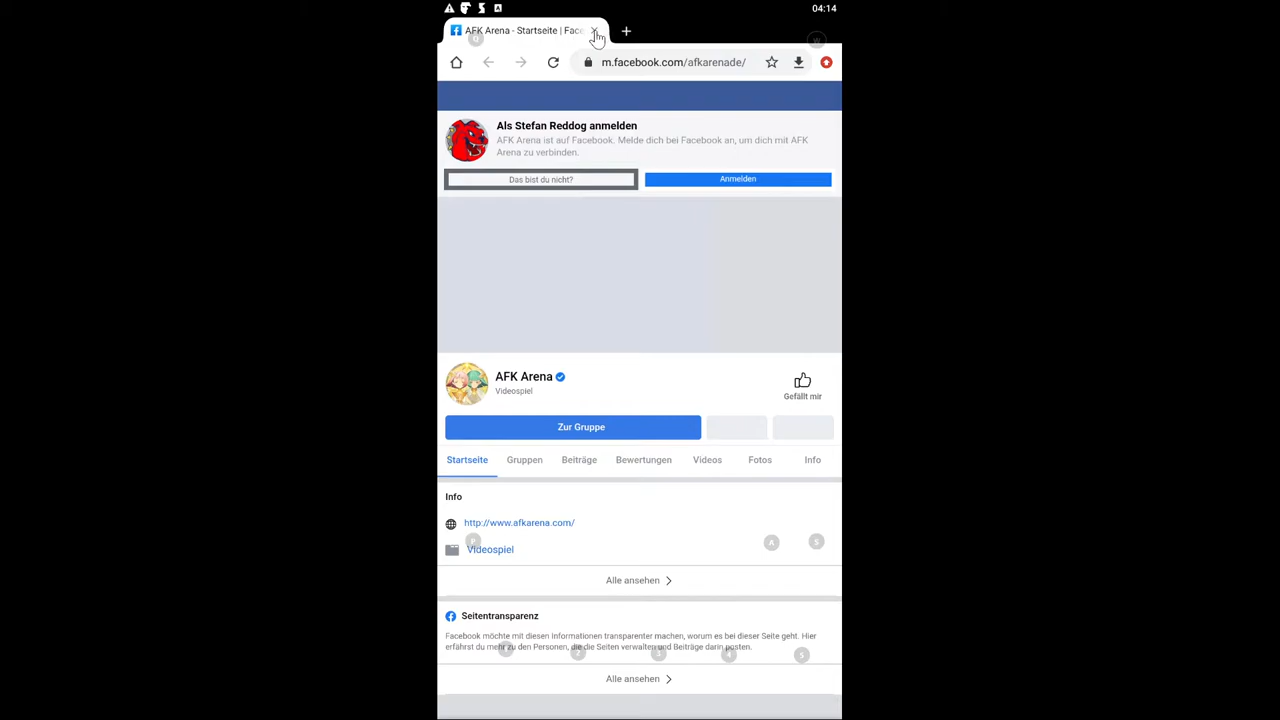 04:14
AFK Arena - Startseite | Face
m.facebook.com/afkarenade/
Als Stefan Reddog anmelden
AFK Arena ist auf Facebook. Melde dich bei Facebook an, um dich mit AFK
Arena zu verbinden.
Das bist du nicht?
Anmelden
AFK Arena
Videospiel
Gefällt mir
Zur Gruppe
Startseite Gruppen Beiträge Bewertungen Videos Fotos Info
Info
http://www.afkarena.com/
Videospiel
Alle ansehen
Seitentransparenz
Facebook möchte mit diesen Informationen transparenter machen, worum es bei dieser Seite geht. Hier
erfährst du mehr zu den Personen, die die Seiten verwalten und Beiträge darin posten.
Alle ansehen